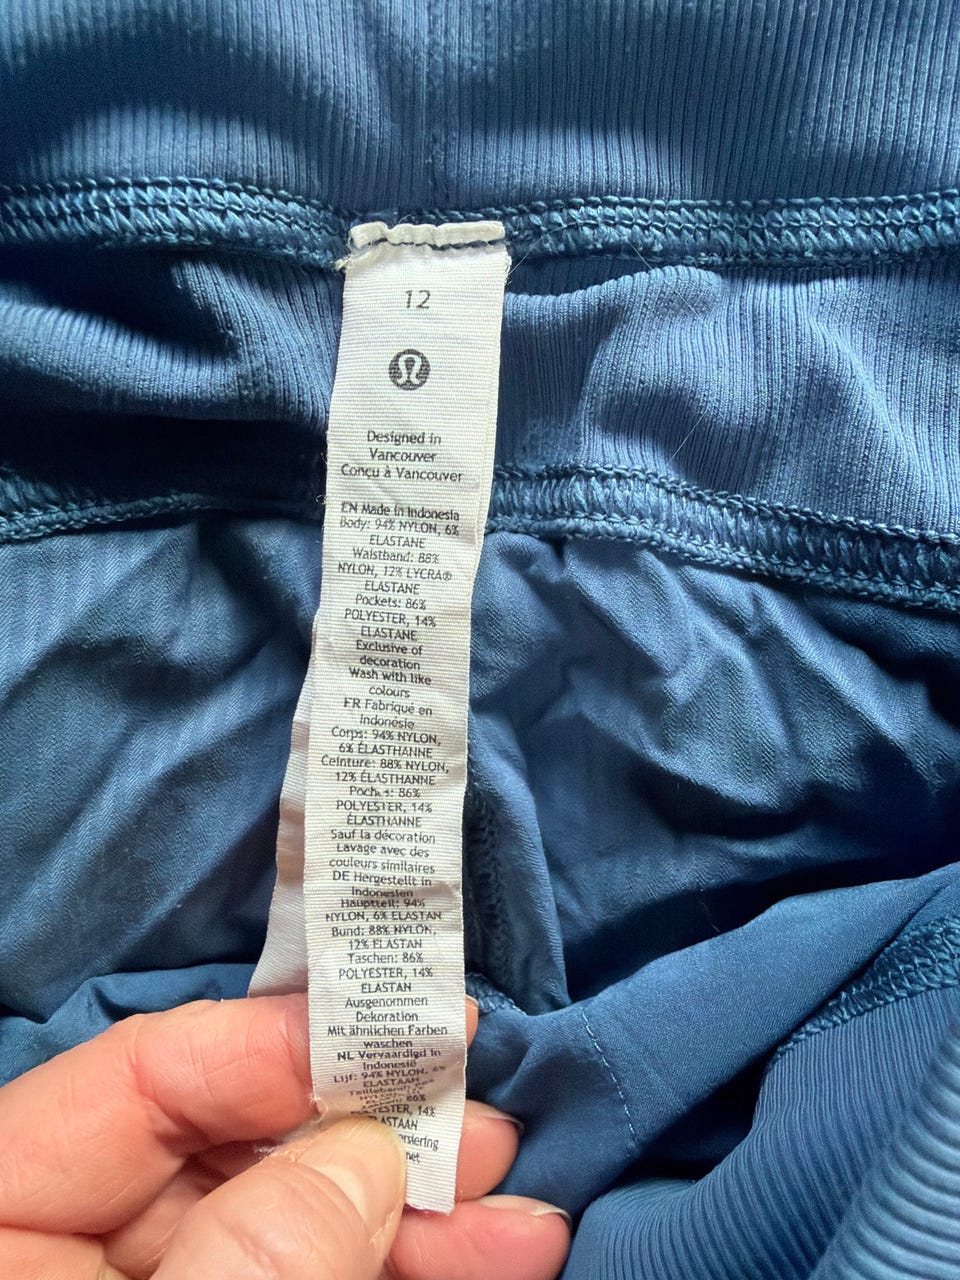 12
Designed in
Vancouver
Conçu à Vancouver
EN Made in Indonesia
Body: 94% NYLON, 6%
ELASTANE
Waistband: 88%
NYLON, 12% LYCRA®
ELASTANE
Pockets: 86%
POLYESTER, 14%
ELASTANE
Exclusive of
decoration
Wash with like
colours
FR Fabriqué en
Indonésie
Corps: 94% NYLON,
6% ÉLASTHANNE
Ceinture: 88% NYLON,
12% ÉLASTHANNE
Poches: 86%
POLYESTER, 14%
ÉLASTHANNE
Sauf la décoration
Lavage avec des
couleurs similaires
DE Hergestellt in
Indonesien
Hauptteil: 94%
NYLON, 6% ELASTAN
Bund: 88% NYLON,
12% ELASTAN
Taschen: 86%
POLYESTER, 14%
ELASTAN
Ausgenommen
Dekoration
Mit ähnlichen Farben
waschen
NL Vervaardigd in
Indonesië
Lijf: 94% NYLON, 6%
ELASTAAN
86%
14%